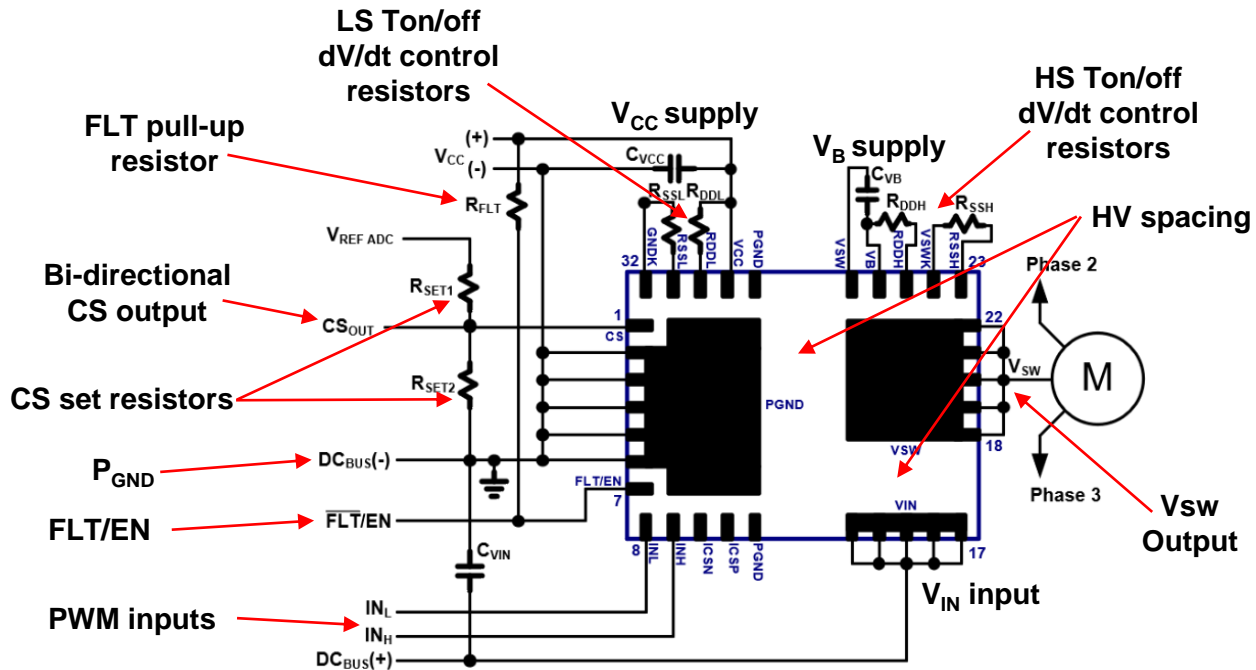 LS Ton/off
dV/dt control
resistors
HS Ton/off
dV/dt control
resistors
FLT pull-up
resistor
VCC supply
VB supply
(+)
VCC
(-)
CVCC
CVB
RSSL
RDDL
RDDH
RSSH
RFLT
HV spacing
VREF ADC
GNDK
RSSL
RDDL
VCC
PGND
VSW
VB
RDDH
VSWK
RSSH
32
23
Phase 2
Bi-directional
CS output
RSET1
CSOUT
1
CS
22
VSW
M
CS set resistors
RSET2
PGND
PGND
DCBUS(-)
VSW
18
FLT/EN
7
Phase 3
FLT/EN
FLT/EN
VIN
Vsw
Output
CVIN
8
INL
INH
ICSN
ICSP
PGND
17
VIN input
PWM inputs
INL
INH
DCBUS(+)